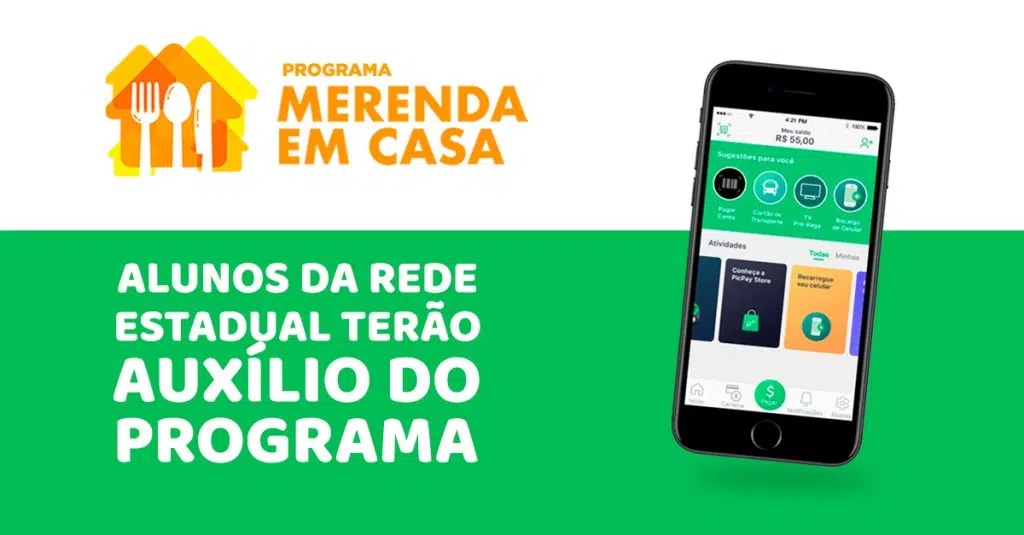 PROGRAMA
MERENDA
EM CASA
ALUNOS DA REDE
ESTADUAL TERÃO
AUXÍLIO DO
PROGRAMA
4:21 PM
100%
Meu saldo
R$ 55,00
Sugestões para você
Pagar
Conta
Cartão de
Transporte
TV
Pré-Paga
Recarga
de Celular
Atividades
Todas
Minhas
Conheça a
PicPay Store
Recarregue
seu celular
Início
Carteira
$
Pagar
Notificações
Ajustes